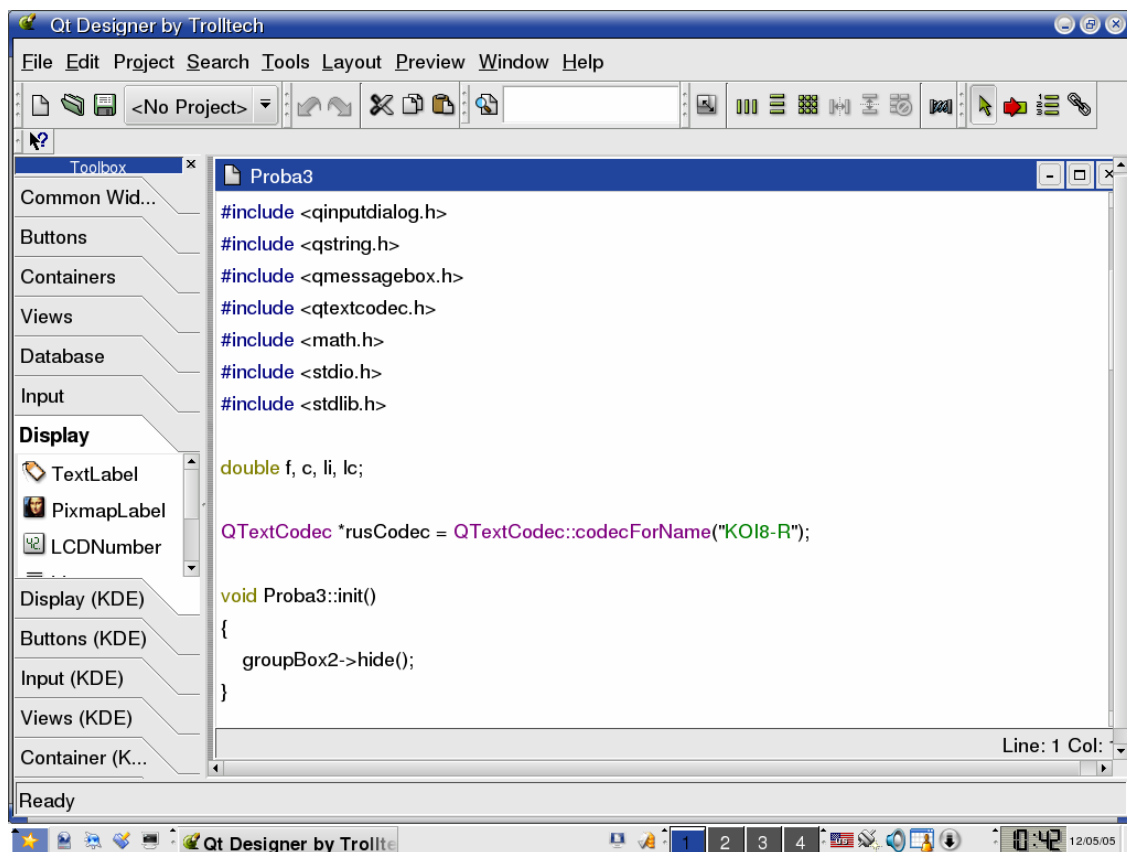 Qt Designer by Trolltech
File Edit Project Search Tools Layout Preview Window Help
<No Project>
Toolbox
Common Wid...
Buttons
Containers
Views
Database
Input
Display
TextLabel
PixmapLabel
LCDNumber
Display (KDE)
Buttons (KDE)
Input (KDE)
Views (KDE)
Container (K...
Proba3
#include <qinputdialog.h>
#include <qstring.h>
#include <qmessagebox.h>
#include <qtextcodec.h>
#include <math.h>
#include <stdio.h>
#include <stdlib.h>
double f, c, li, lc;
QTextCodec *rusCodec = QTextCodec::codecForName("KOI8-R");
void Proba3::init()
{
groupBox2->hide();
}
Line: 1 Col:
Ready
Qt Designer by Trollte
1 2 3 4
10:42
12/05/05